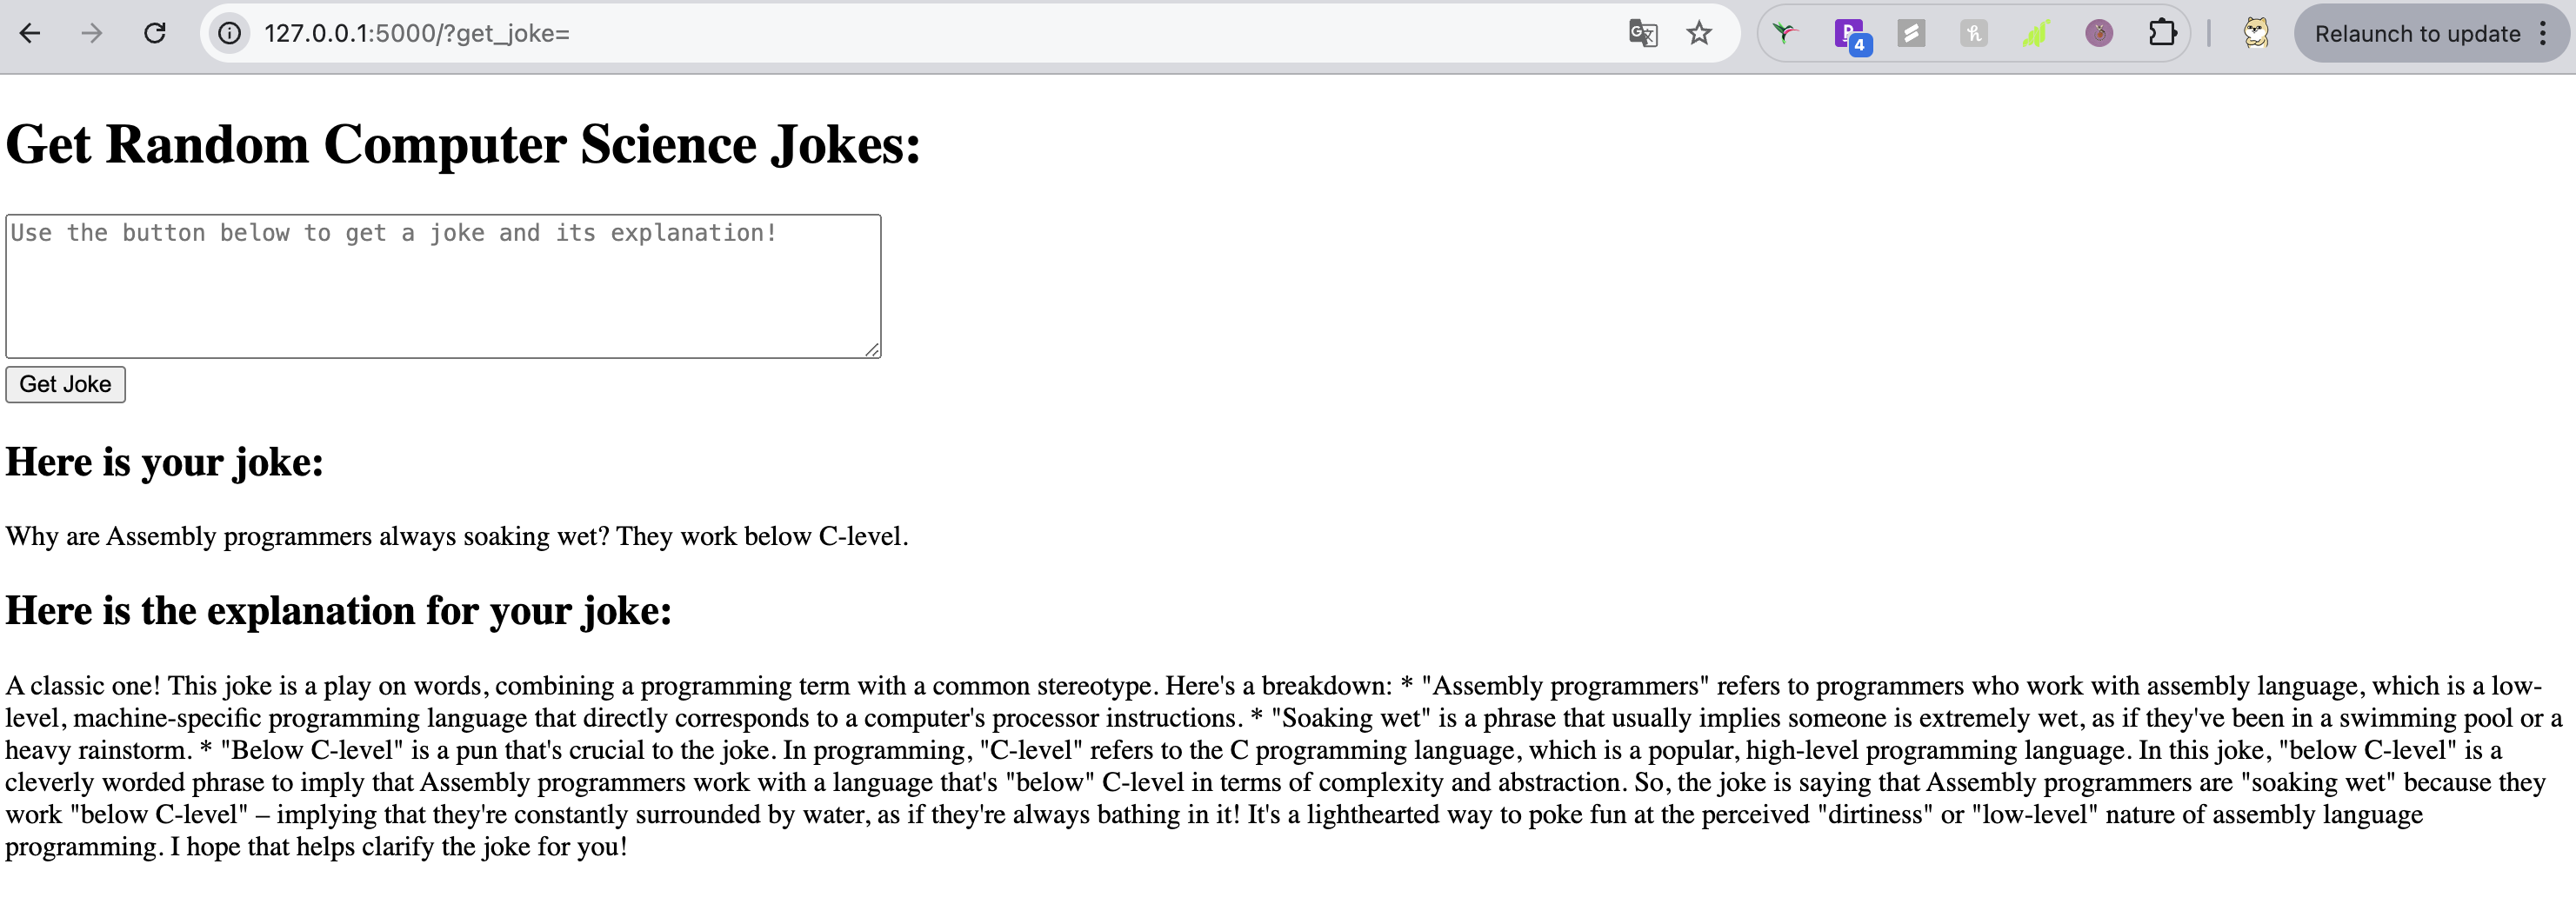 127.0.0.1:5000/?get_joke=
4
Relaunch to update
Get Random Computer Science Jokes:
Use the button below to get a joke and its explanation!
Get Joke
Here is your joke:
Why are Assembly programmers always soaking wet? They work below C-level.
Here is the explanation for your joke:
A classic one! This joke is a play on words, combining a programming term with a common stereotype. Here's a breakdown: * "Assembly programmers" refers to programmers who work with assembly language, which is a low-
level, machine-specific programming language that directly corresponds to a computer's processor instructions. * "Soaking wet" is a phrase that usually implies someone is extremely wet, as if they've been in a swimming pool or a
heavy rainstorm. * "Below C-level" is a pun that's crucial to the joke. In programming, "C-level" refers to the C programming language, which is a popular, high-level programming language. In this joke, "below C-level" is a
cleverly worded phrase to imply that Assembly programmers work with a language that's "below" C-level in terms of complexity and abstraction. So, the joke is saying that Assembly programmers are "soaking wet" because they
work "below C-level" – implying that they're constantly surrounded by water, as if they're always bathing in it! It's a lighthearted way to poke fun at the perceived "dirtiness" or "low-level" nature of assembly language
programming. I hope that helps clarify the joke for you!